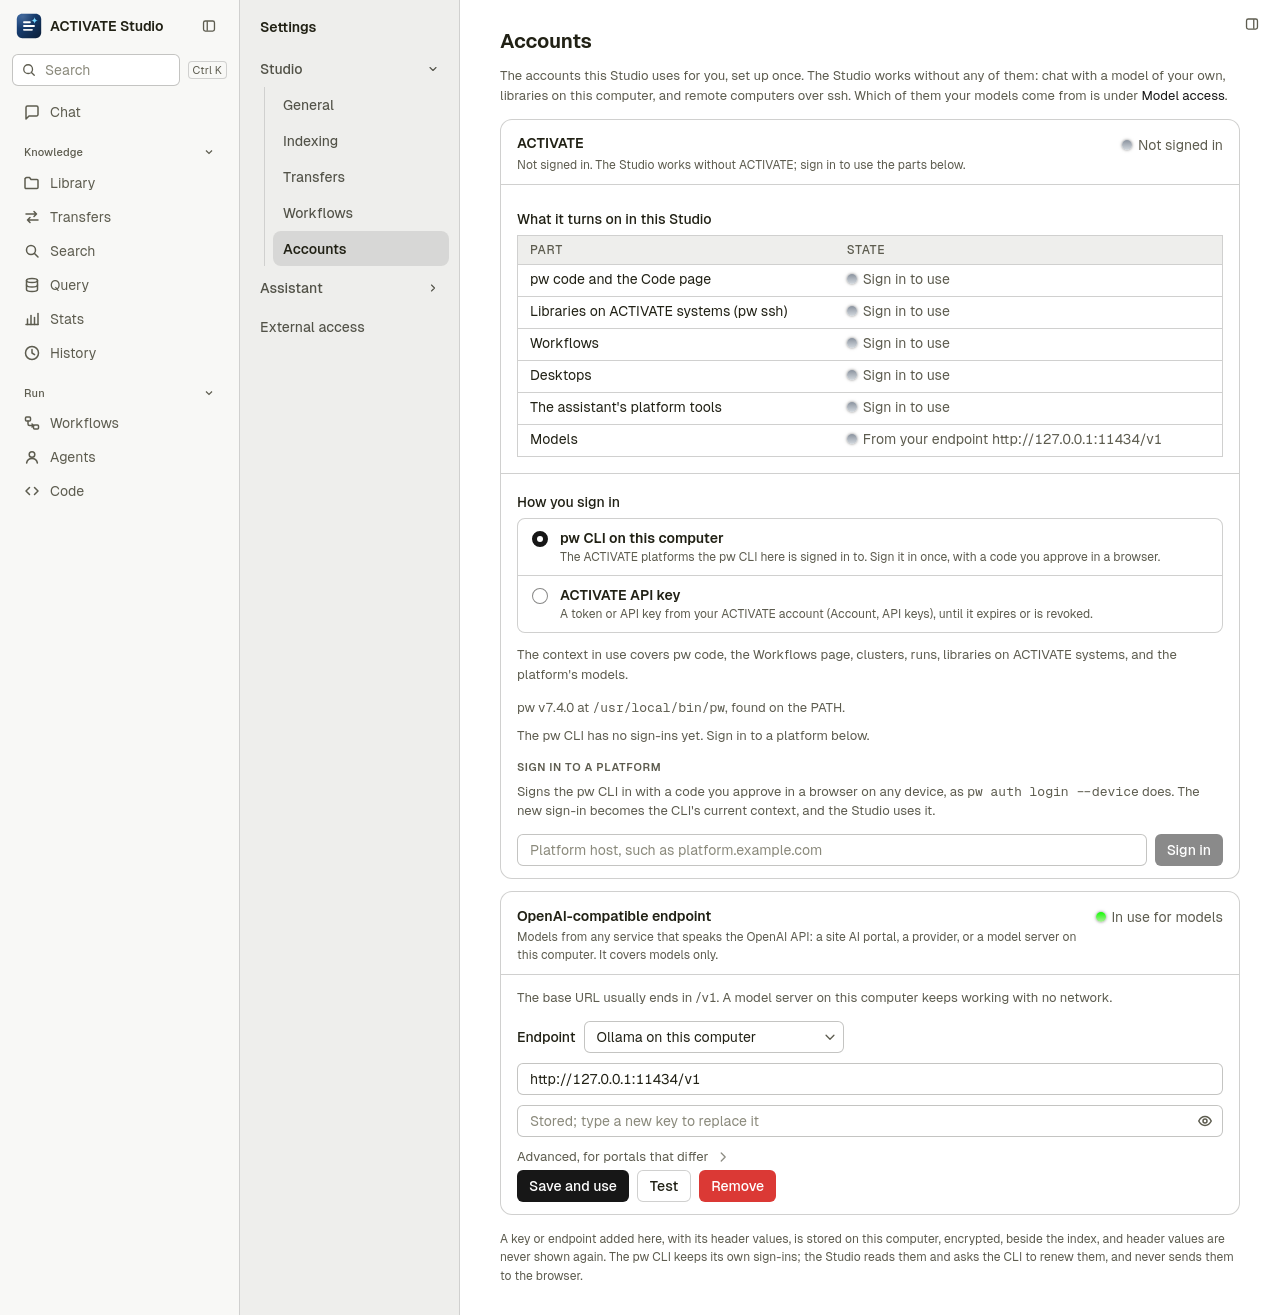 ACTIVATE Studio
Search
Ctrl K
Chat
Knowledge
Library
Transfers
Search
Query
Stats
History
Run
Workflows
Agents
Code
Settings
Studio
General
Indexing
Transfers
Workflows
Accounts
Assistant
External access
Accounts
The accounts this Studio uses for you, set up once. The Studio works without any of them: chat with a model of your own,
libraries on this computer, and remote computers over ssh. Which of them your models come from is under Model access.
ACTIVATE
Not signed in
Not signed in. The Studio works without ACTIVATE; sign in to use the parts below.
What it turns on in this Studio
PART STATE
pw code and the Code page Sign in to use
Libraries on ACTIVATE systems (pw ssh) Sign in to use
Workflows Sign in to use
Desktops Sign in to use
The assistant's platform tools Sign in to use
Models From your endpoint http://127.0.0.1:11434/v1
How you sign in
pw CLI on this computer
The ACTIVATE platforms the pw CLI here is signed in to. Sign it in once, with a code you approve in a browser.
ACTIVATE API key
A token or API key from your ACTIVATE account (Account, API keys), until it expires or is revoked.
The context in use covers pw code, the Workflows page, clusters, runs, libraries on ACTIVATE systems, and the
platform's models.
pw v7.4.0 at /usr/local/bin/pw, found on the PATH.
The pw CLI has no sign-ins yet. Sign in to a platform below.
SIGN IN TO A PLATFORM
Signs the pw CLI in with a code you approve in a browser on any device, as pw auth login --device does. The
new sign-in becomes the CLI's current context, and the Studio uses it.
Platform host, such as platform.example.com
Sign in
OpenAI-compatible endpoint
In use for models
Models from any service that speaks the OpenAI API: a site AI portal, a provider, or a model server on
this computer. It covers models only.
The base URL usually ends in /v1. A model server on this computer keeps working with no network.
Endpoint Ollama on this computer
http://127.0.0.1:11434/v1
Stored; type a new key to replace it
Advanced, for portals that differ
Save and use Test Remove
A key or endpoint added here, with its header values, is stored on this computer, encrypted, beside the index, and header values are
never shown again. The pw CLI keeps its own sign-ins; the Studio reads them and asks the CLI to renew them, and never sends them
to the browser.